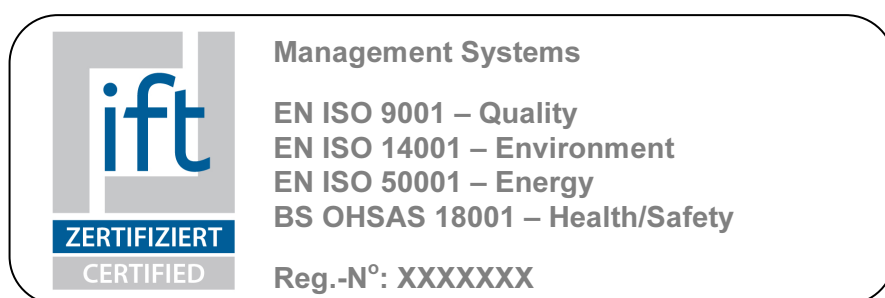 ift
ZERTIFIZIERT
CERTIFIED
Management Systems
EN ISO 9001 – Quality
EN ISO 14001 – Environment
EN ISO 50001 – Energy
BS OHSAS 18001 – Health/Safety
Reg.-Nº: XXXXXXX